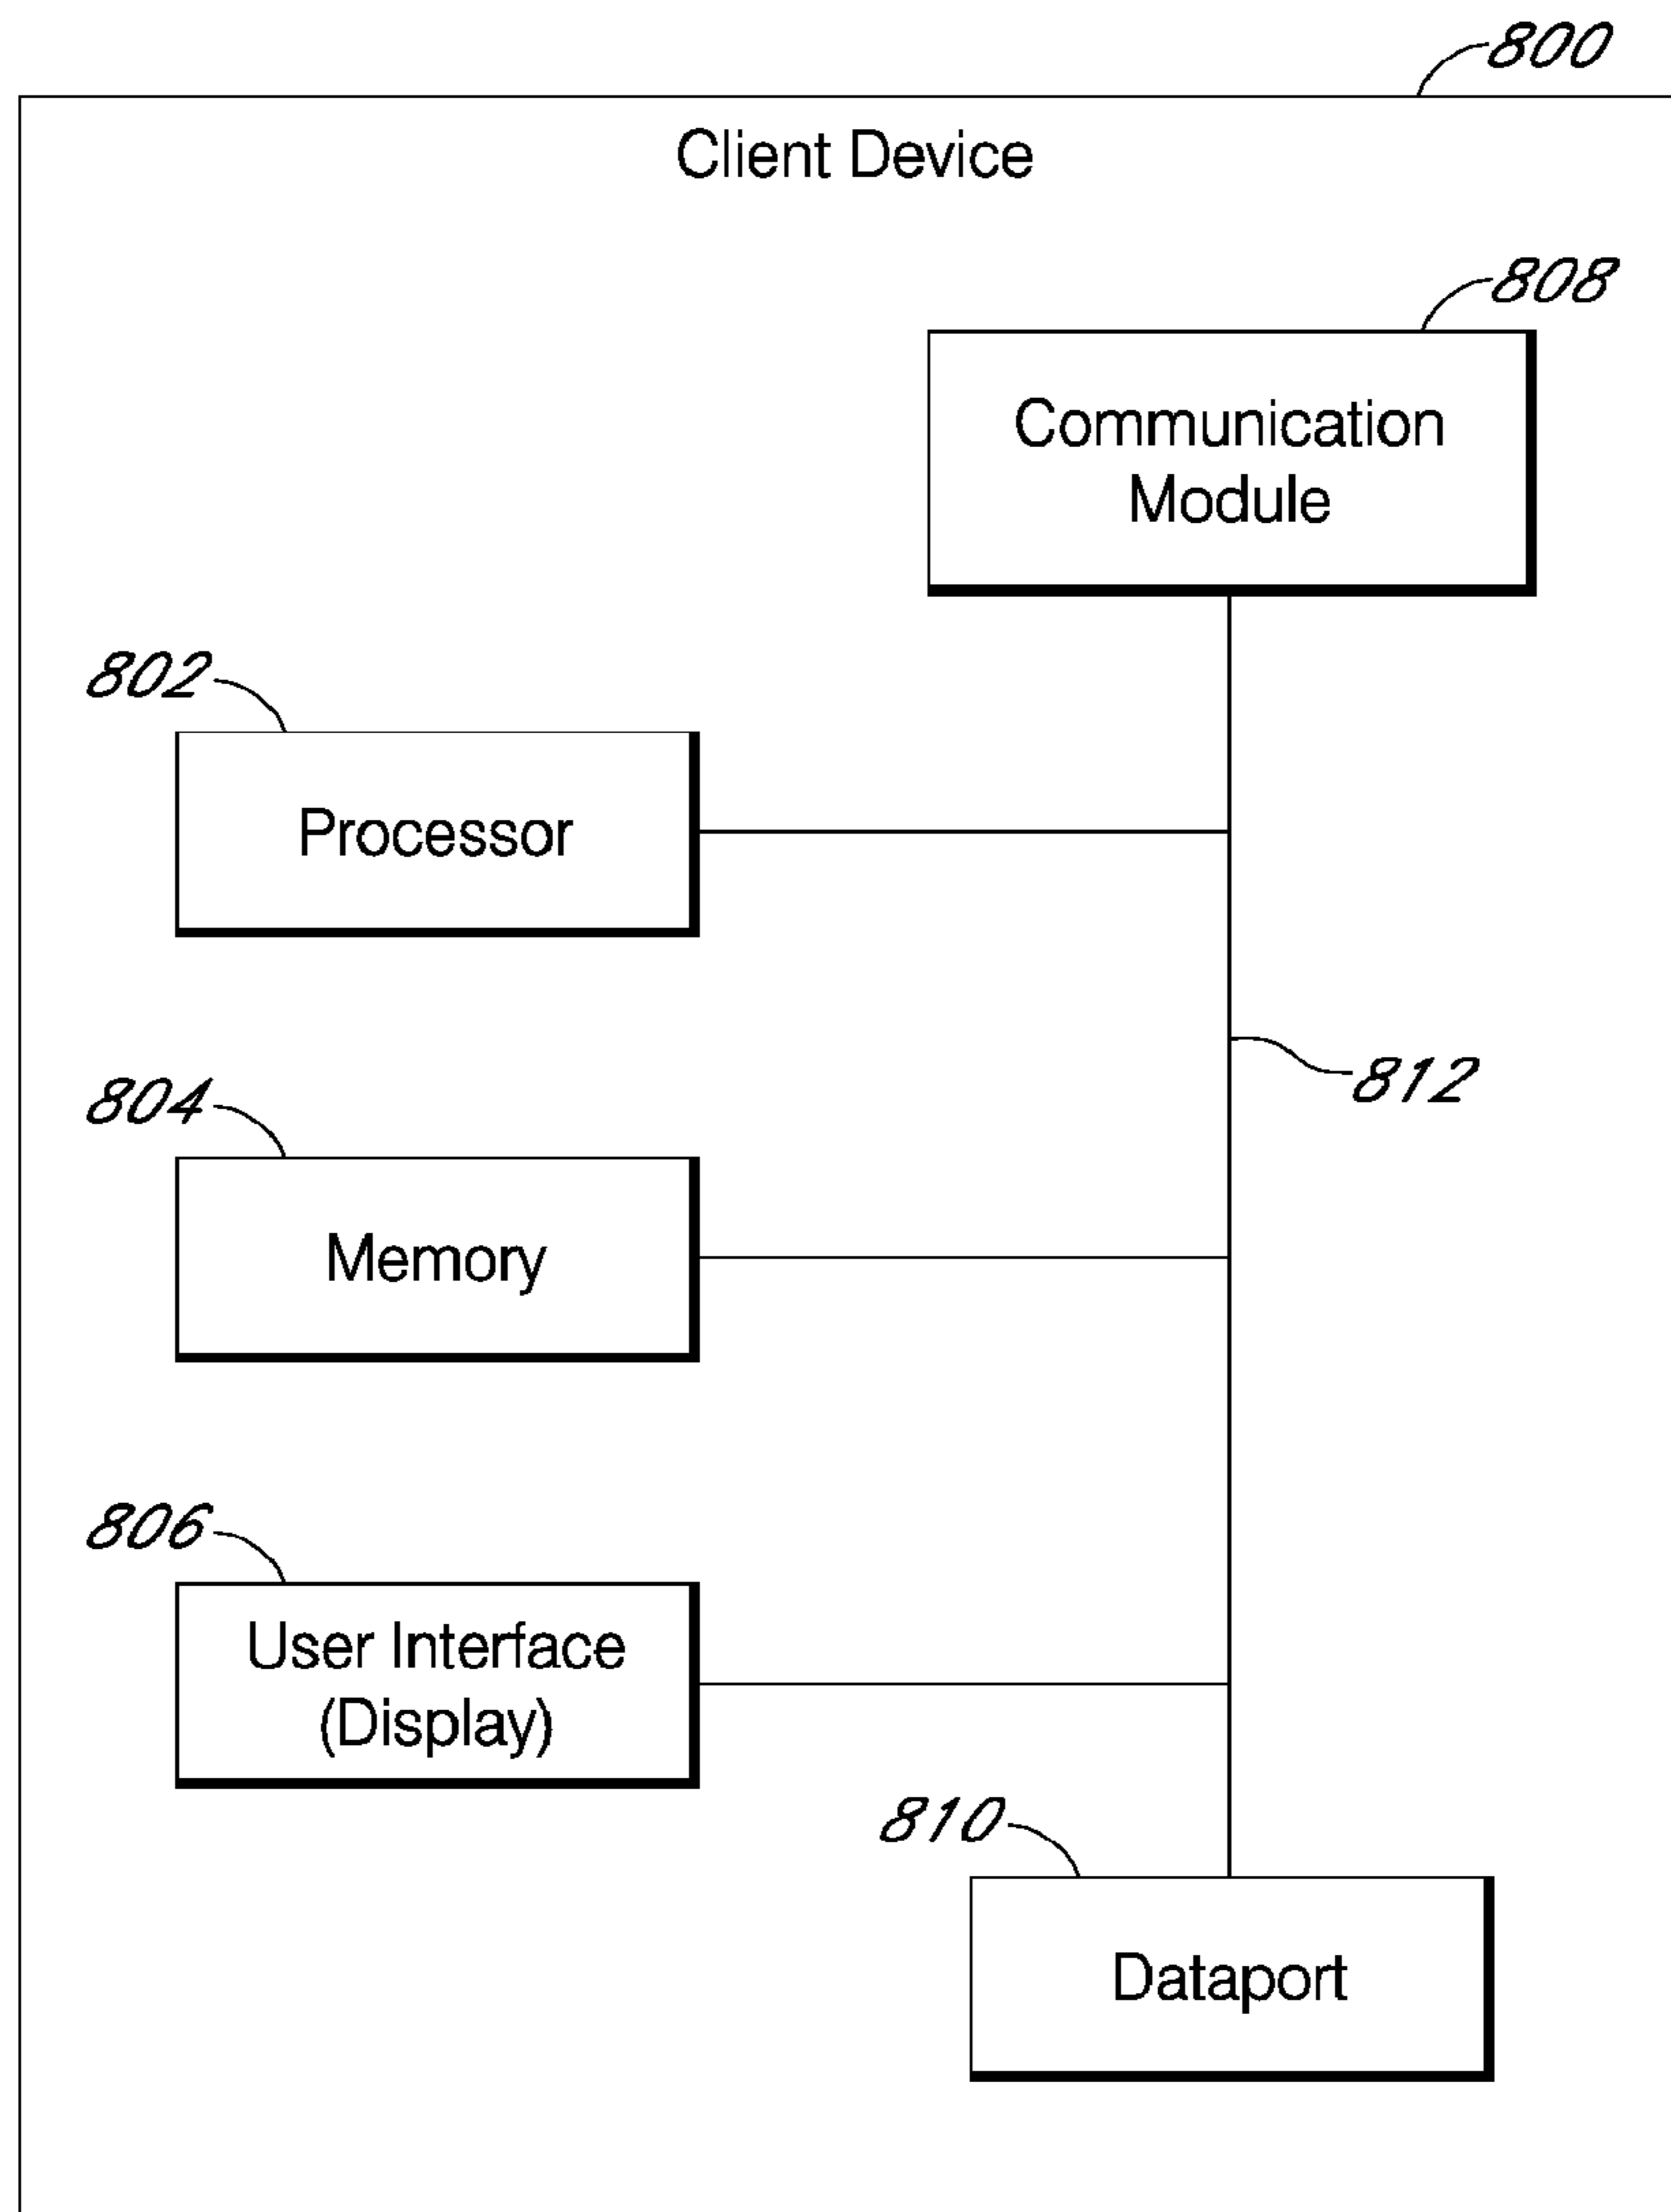 800
Client Device
808
Communication
Module
802
Processor
812
804
Memory
806
User Interface
(Display)
810
Dataport